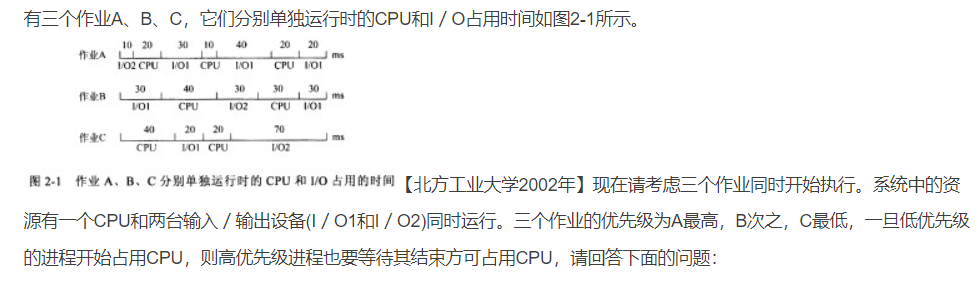 有三个作业A、B、C，它们分别单独运行时的CPU和I／O占用时间如图2-1所示。
10 20 30 10 40 20 20
作业A ms
I/O2 CPU I/O1 CPU I/O1 CPU I/O1
30 40 30 30 30
作业B ms
I/O1 CPU I/O2 CPU I/O1
40 20 20 70
作业C ms
CPU I/O1 CPU I/O2
图 2-1 作业 A、B、C 分别单独运行时的 CPU 和 I/O 占用的时间【北方工业大学2002年】现在请考虑三个作业同时开始执行。系统中的资
源有一个CPU和两台输入／输出设备(I／O1和I／O2)同时运行。三个作业的优先级为A最高，B次之，C最低，一旦低优先级
的进程开始占用CPU，则高优先级进程也要等待其结束方可占用CPU，请回答下面的问题：